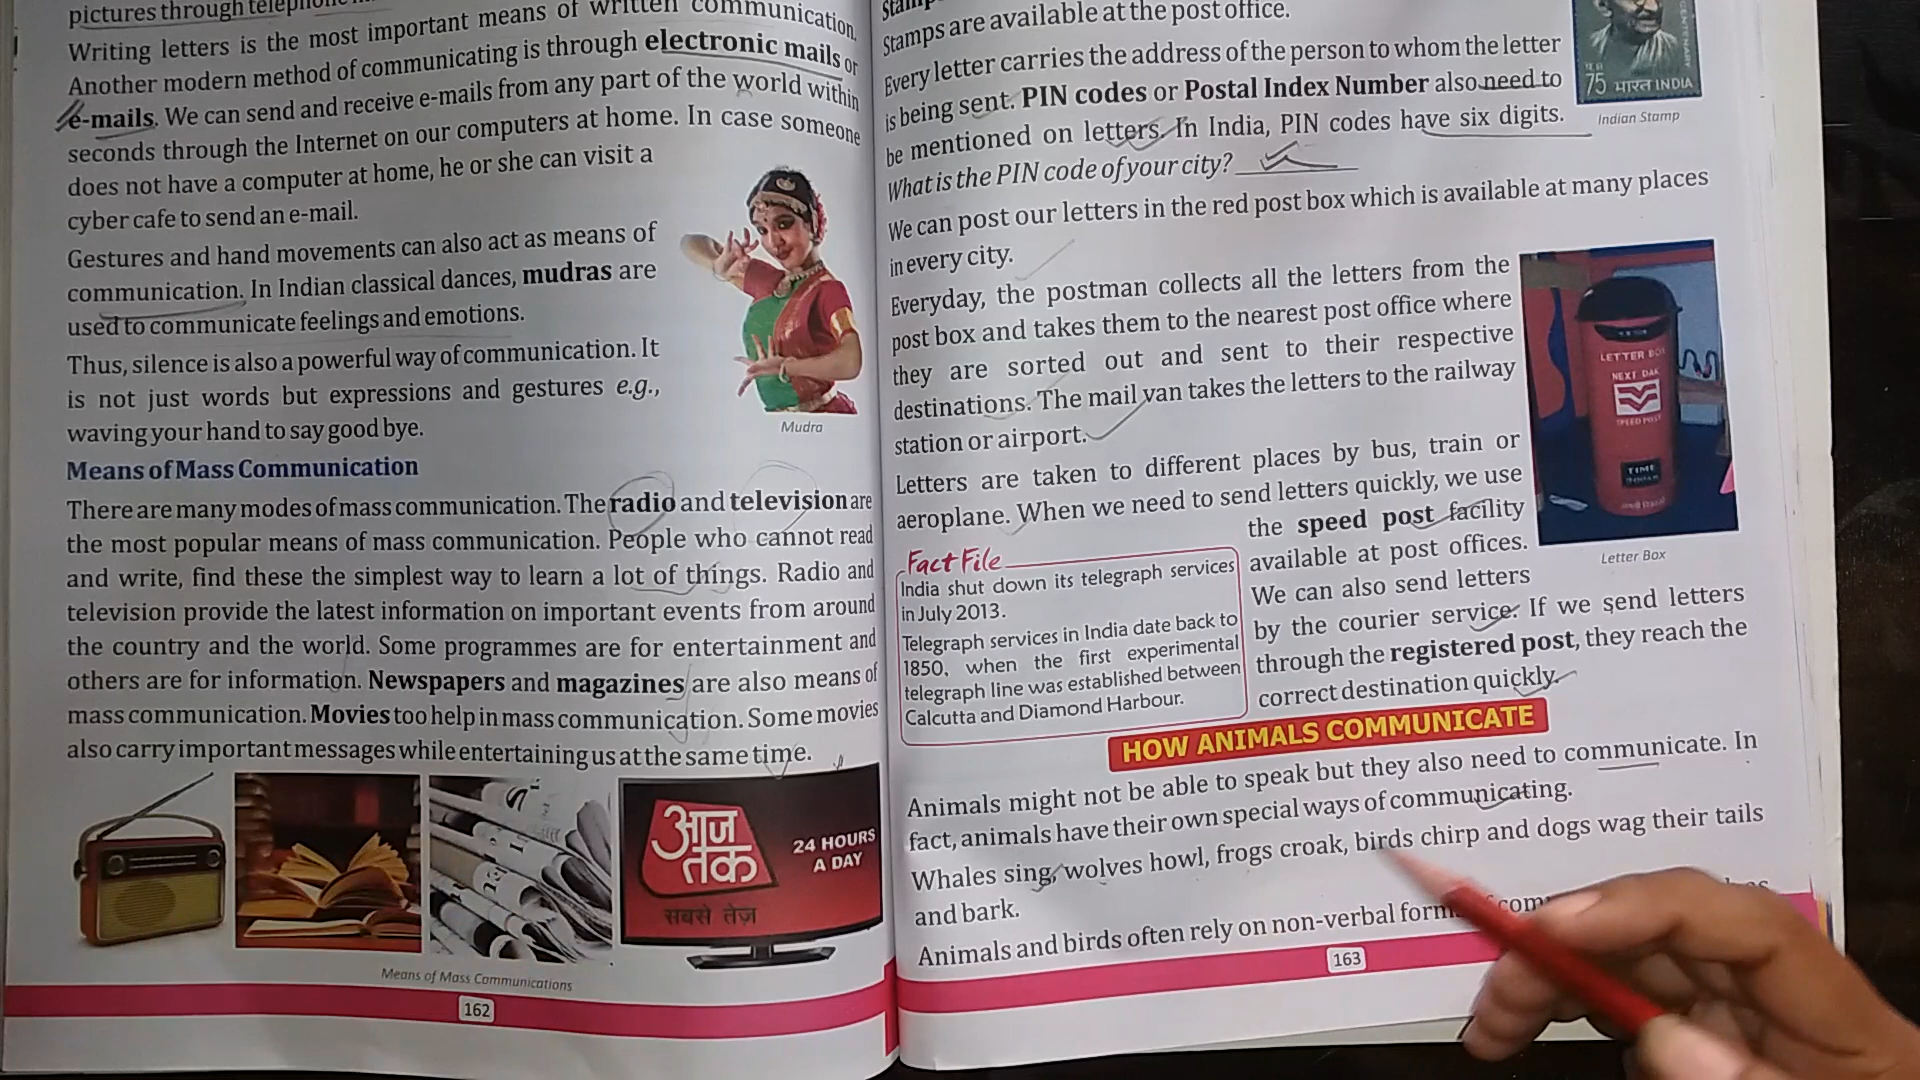 pictures through
Writing letters is the most important means of written communication.
Another modern method of communicating is through electronic mails or
e-mails. We can send and receive e-mails from any part of the world within
seconds through the Internet on our computers at home. In case someone
does not have a computer at home, he or she can visit a
cyber cafe to send an e-mail.
Gestures and hand movements can also act as means of
communication. In Indian classical dances, mudras are
used to communicate feelings and emotions.
Thus, silence is also a powerful way of communication. It
is not just words but expressions and gestures e.g.,
waving your hand to say good bye.
Mudra
Means of Mass Communication
There are many modes of mass communication. The radio and television are
the most popular means of mass communication. People who cannot read
and write, find these the simplest way to learn a lot of things. Radio and
television provide the latest information on important events from around
the country and the world. Some programmes are for entertainment and
others are for information. Newspapers and magazines are also means of
mass communication. Movies too help in mass communication. Some movies
also carry important messages while entertaining us at the same time.
आज
तक
सबसे तेज़
24 HOURS
A DAY
Means of Mass Communications
162
Stamps are available at the post office.
Every letter carries the address of the person to whom the letter
is being sent. PIN codes or Postal Index Number also need to
be mentioned on letters. In India, PIN codes have six digits.
What is the PIN code of your city?
75 भारत INDIA
Indian Stamp
We can post our letters in the red post box which is available at many places
in every city.
Everyday, the postman collects all the letters from the
post box and takes them to the nearest post office where
they are sorted out and sent to their respective
destinations. The mail van takes the letters to the railway
station or airport.
LETTER BOX
NEXT DAK
SPEED POST
TIME
Letter Box
Letters are taken to different places by bus, train or
aeroplane. When we need to send letters quickly, we use
the speed post facility
available at post offices.
We can also send letters
by the courier service. If we send letters
through the registered post, they reach the
correct destination quickly.
Fact File
India shut down its telegraph services
in July 2013.
Telegraph services in India date back to
1850, when the first experimental
telegraph line was established between
Calcutta and Diamond Harbour.
HOW ANIMALS COMMUNICATE
Animals might not be able to speak but they also need to communicate. In
fact, animals have their own special ways of communicating.
Whales sing, wolves howl, frogs croak, birds chirp and dogs wag their tails
and bark.
Animals and birds often rely on non-verbal
163